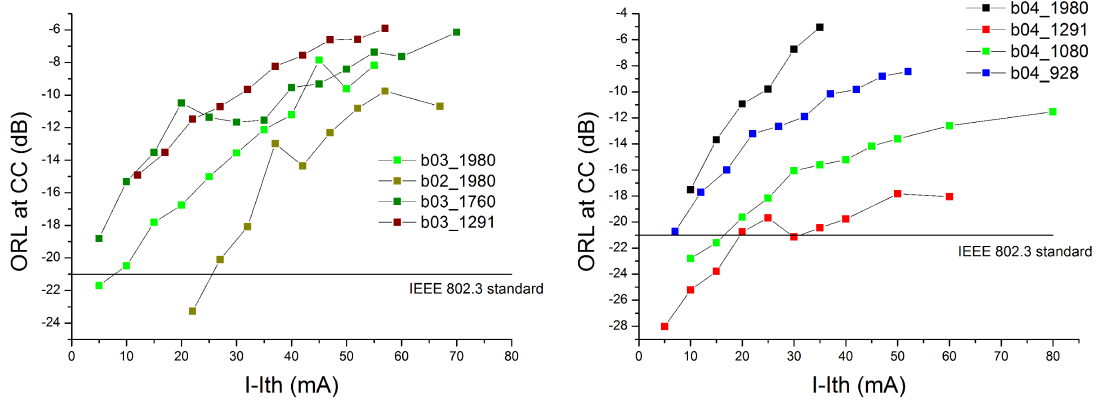 -6
-8
-10
-12
-14
-16
-18
-20
-22
-24
ORL at CC (dB)
b03_1980
b02_1980
b03_1760
b03_1291
IEEE 802.3 standard
0 10 20 30 40 50 60 70 80
I-Ith (mA)
-4
-6
-8
-10
-12
-14
-16
-18
-20
-22
-24
-26
-28
ORL at CC (dB)
b04_1980
b04_1291
b04_1080
b04_928
IEEE 802.3 standard
0 10 20 30 40 50 60 70 80
I-Ith (mA)